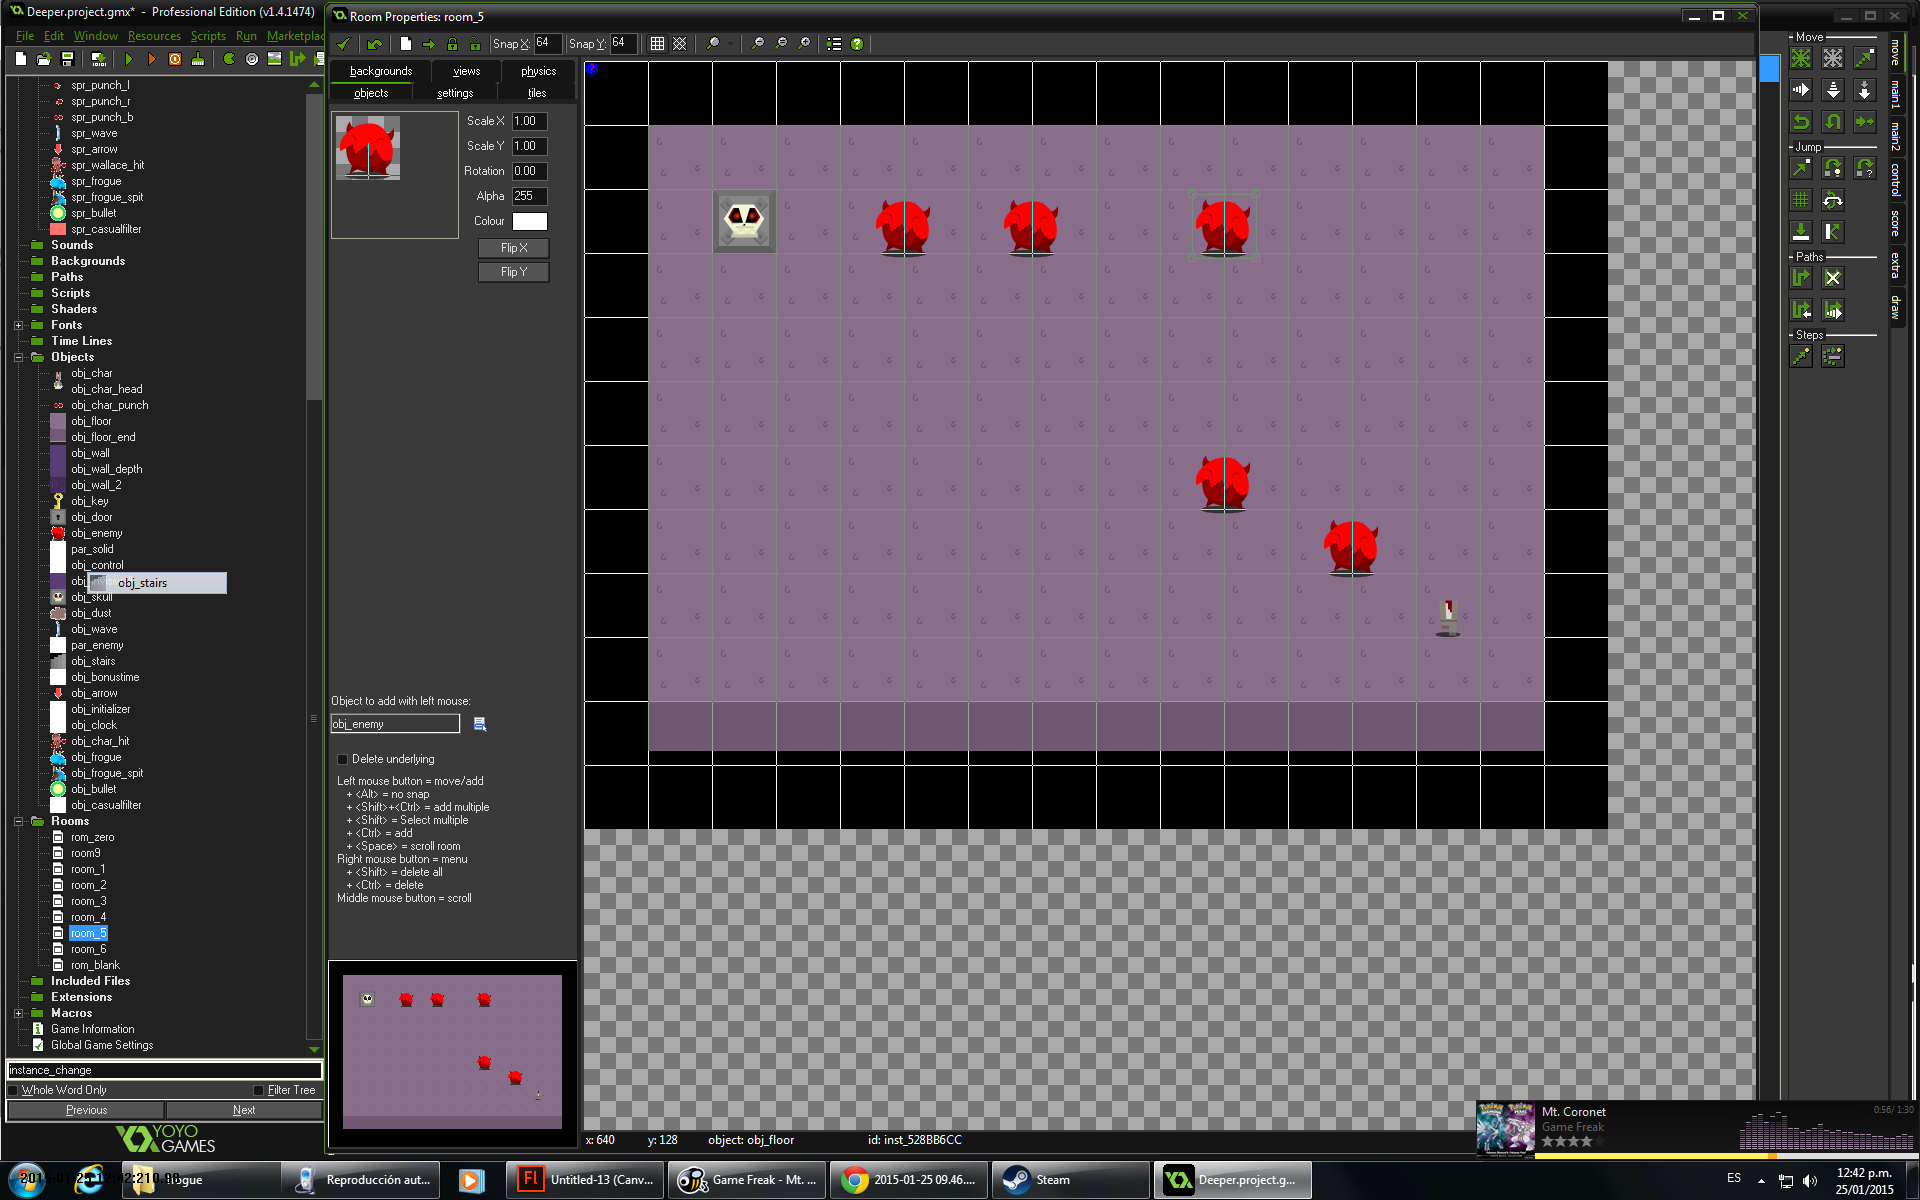 Deeper.project.gmx* - Professional Edition (v1.4.1474)
File Edit Window Resources Scripts Run Marketplac
spr_punch_l
spr_punch_r
spr_punch_b
spr_wave
spr_arrow
spr_wallace_hit
spr_frogue
spr_frogue_spit
spr_bullet
spr_casualfilter
Sounds
Backgrounds
Paths
Scripts
Shaders
Fonts
Time Lines
Objects
obj_char
obj_char_head
obj_char_punch
obj_floor
obj_floor_end
obj_wall
obj_wall_depth
obj_wall_2
obj_key
obj_door
obj_enemy
par_solid
obj_control
obj_stairs
obj_skull
obj_dust
obj_wave
par_enemy
obj_stairs
obj_bonustime
obj_arrow
obj_initializer
obj_clock
obj_char_hit
obj_frogue
obj_frogue_spit
obj_bullet
obj_casualfilter
Rooms
rom_zero
room9
room_1
room_2
room_3
room_4
room_5
room_6
rom_blank
Included Files
Extensions
Macros
Game Information
Global Game Settings
instance_change
Whole Word Only Filter Tree
Previous Next
YOYO
GAMES
Room Properties: room_5
Snap X: 64 Snap Y: 64
backgrounds views physics
objects settings tiles
Scale X 1.00
Scale Y 1.00
Rotation 0.00
Alpha 255
Colour
Flip X
Flip Y
Object to add with left mouse:
obj_enemy
Delete underlying
Left mouse button = move/add
+ <Alt> = no snap
+ <Shift>+<Ctrl> = add multiple
+ <Shift> = Select multiple
+ <Ctrl> = add
+ <Space> = scroll room
Right mouse button = menu
+ <Shift> = delete all
+ <Ctrl> = delete
Middle mouse button = scroll
x: 640 y: 128 object: obj_floor id: inst_528BB6CC
Move
Jump
Paths
Steps
move
main1
main2
control
score
extra
draw
Mt. Coronet
Game Freak
0:56/ 1:30
Reproducción aut...
Untitled-13 (Canv...
Game Freak - Mt. ...
2015-01-25 09.46....
Steam
Deeper.project.g...
ES
12:42 p.m.
25/01/2015